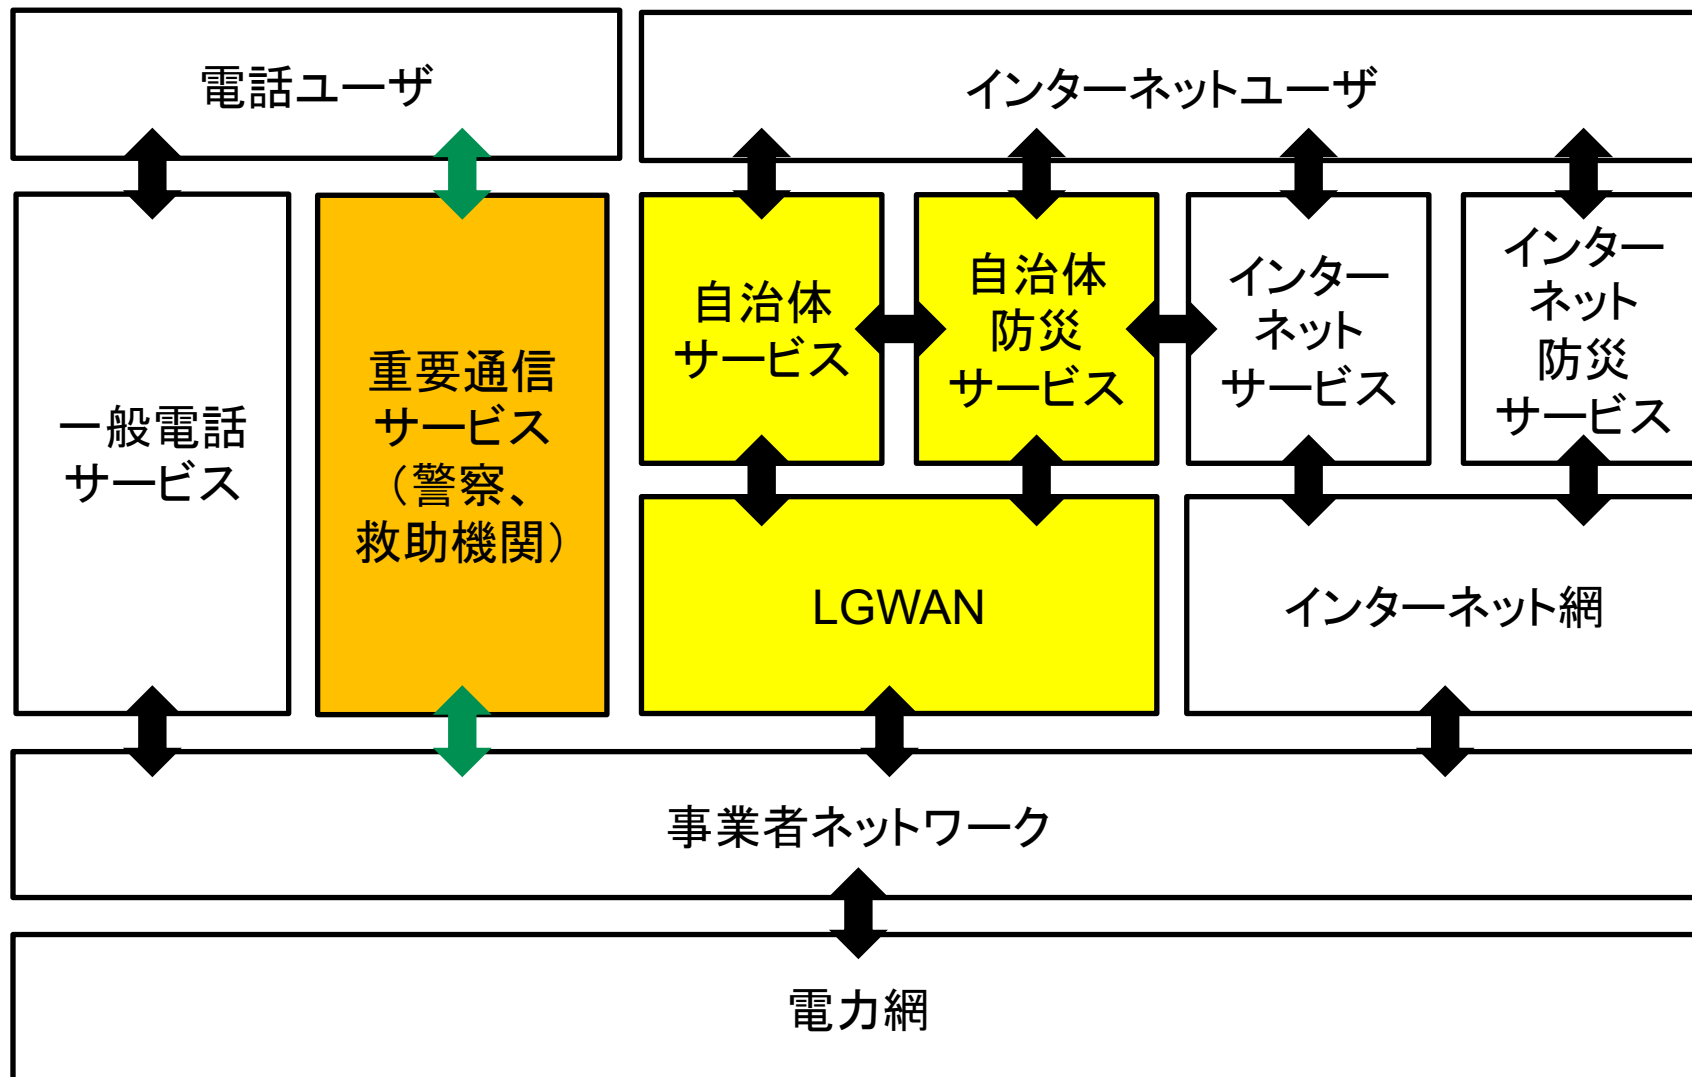 電話ユーザ
インターネットユーザ
一般電話
サービス
重要通信
サービス
（警察、
救助機関）
自治体
サービス
自治体
防災
サービス
インター
ネット
サービス
インター
ネット
防災
サービス
LGWAN
インターネット網
事業者ネットワーク
電力網